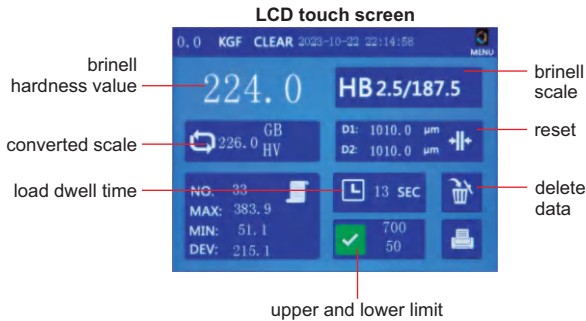 LCD touch screen
0.0 KGF CLEAR 2023-10-22 22:14:58
MENU
brinell
hardness value
224.0
HB 2.5/187.5
brinell
scale
converted scale
226.0 GB
HV
D1: 1010.0 μm
D2: 1010.0 μm
reset
load dwell time
NO: 33
MAX: 383.9
MIN: 51.1
DEV: 215.1
13 SEC
delete
data
700
50
upper and lower limit